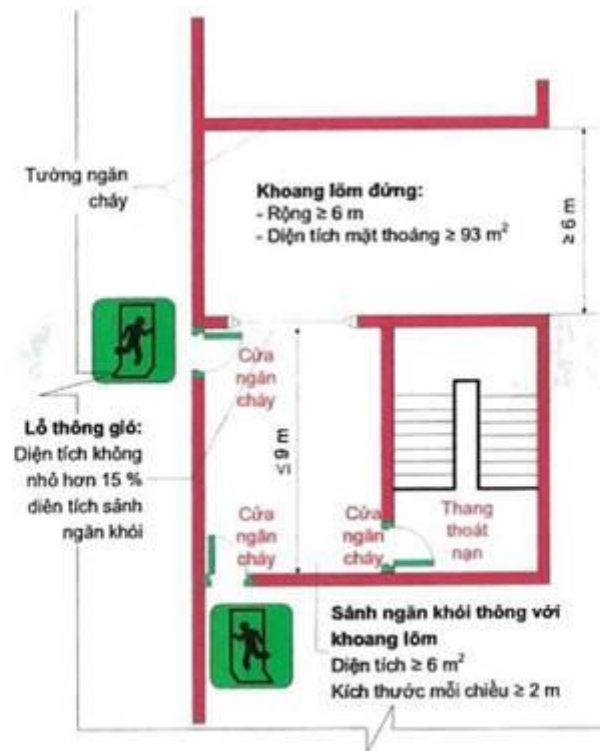 Tường ngăn
cháy
Khoang lõm đứng:
- Rộng ≥ 6 m
- Diện tích mặt thoáng ≥ 93 m²
≥ 6 m
Cửa
ngăn
cháy
Lỗ thông gió:
Diện tích không
nhỏ hơn 15 %
diên tích sảnh
ngăn khói
≤ 9 m
Cửa
ngăn
cháy
Cửa
ngăn
cháy
Thang
thoát
nạn
Sảnh ngăn khói thông với
khoang lõm
Diện tích ≥ 6 m²
Kích thước mỗi chiều ≥ 2 m